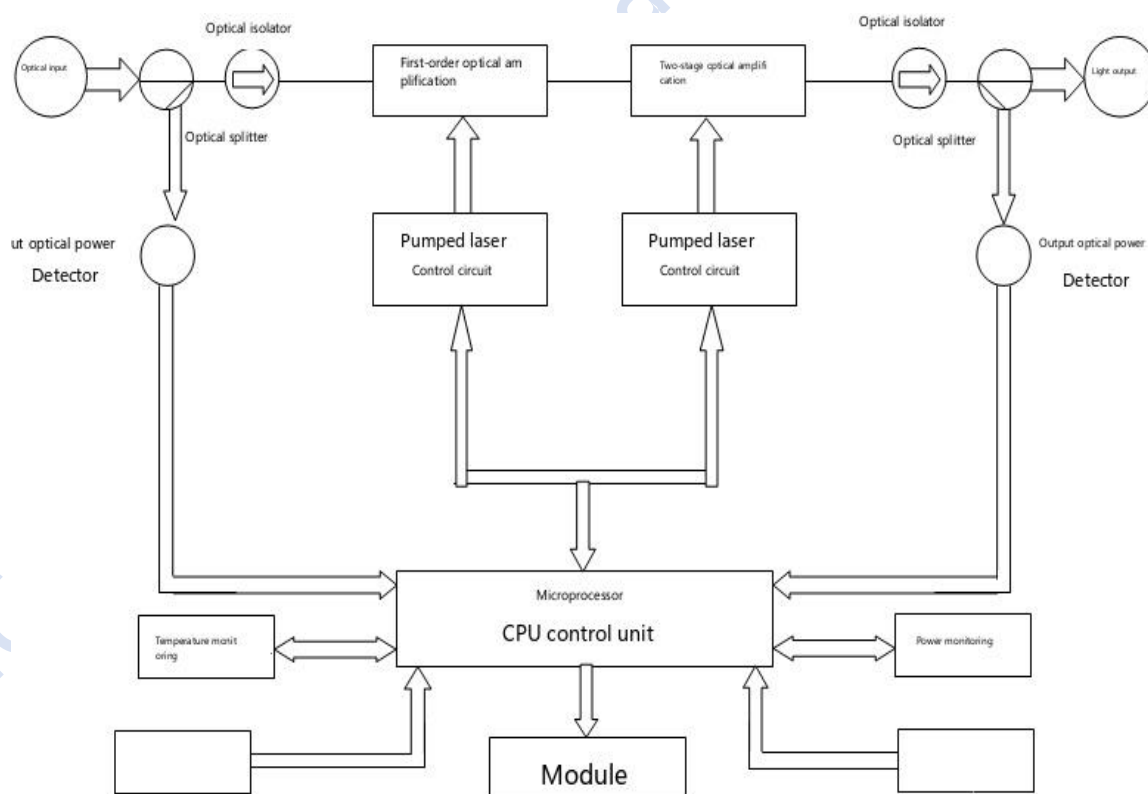 Optical isolator
Optical isolator
Optical input
First-order optical am
plification
Two-stage optical amplifi
cation
Light output
Optical splitter
Optical splitter
ut optical power
Detector
Pumped laser
Control circuit
Pumped laser
Control circuit
Output optical power
Detector
Microprocessor
CPU control unit
Temperature monit
oring
Power monitoring
Module